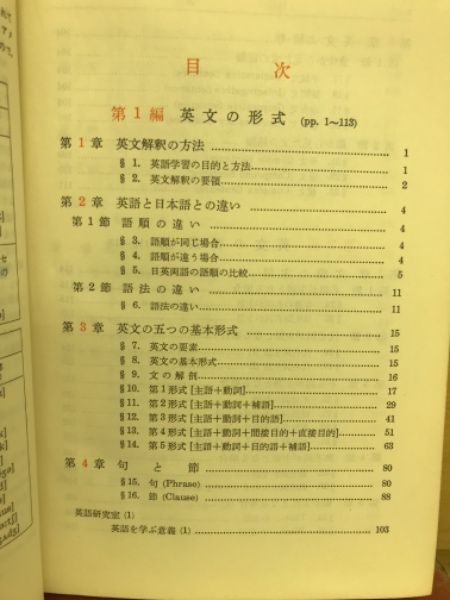 目次
第1編 英文の形式 (pp. 1～113)
第1章 英文解釈の方法 1
§ 1. 英語学習の目的と方法 1
§ 2. 英文解釈の要領 2
第2章 英語と日本語との違い 4
第1節 語順の違い 4
§ 3. 語順が同じ場合 4
§ 4. 語順が違う場合 4
§ 5. 日英両語の語順の比較 5
第2節 語法の違い 11
§ 6. 語法の違い 11
第3章 英文の五つの基本形式 15
§ 7. 英文の要素 15
§ 8. 英文の基本形式 15
§ 9. 文の解剖 16
§10. 第1形式 [主語+動詞] 17
§11. 第2形式 [主語+動詞+補語] 29
§12. 第3形式 [主語+動詞+目的語] 41
§13. 第4形式 [主語+動詞+間接目的+直接目的] 51
§14. 第5形式 [主語+動詞+目的語+補語] 63
第4章 句と節 80
§15. 句 (Phrase) 80
§16. 節 (Clause) 88
英語研究室 (1)
英語を学ぶ意義 (1) 103